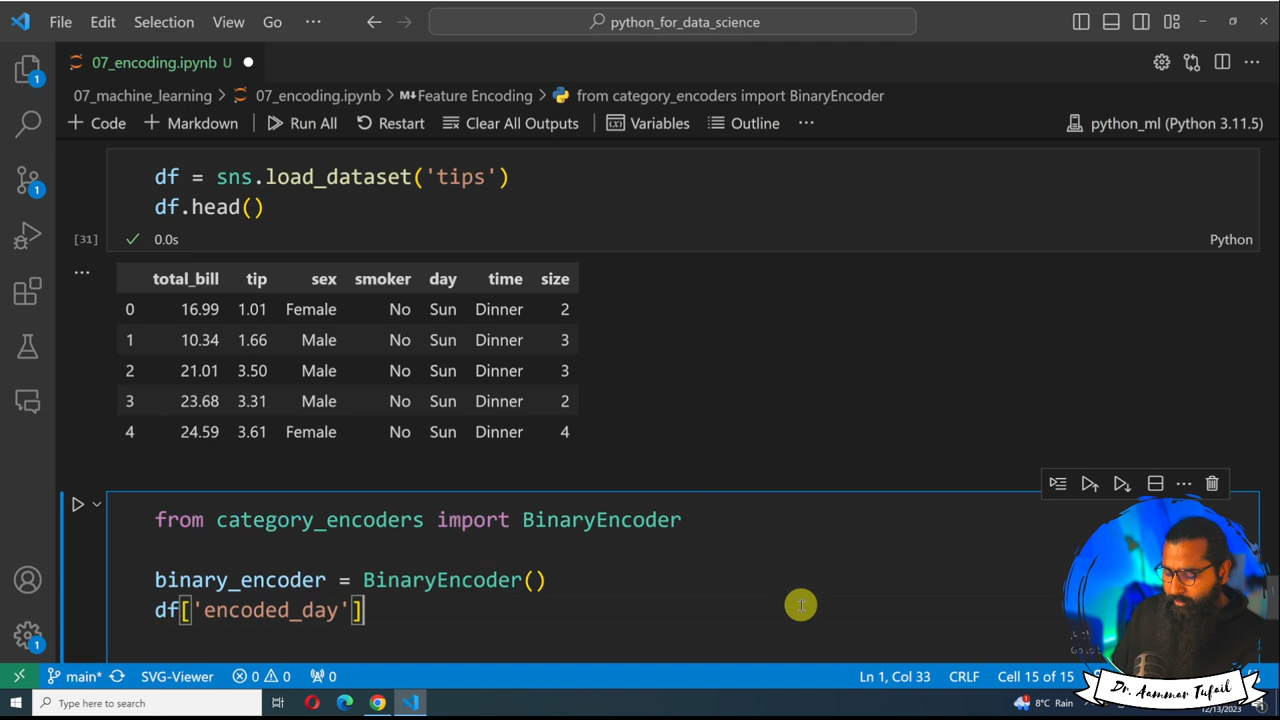 File Edit Selection View Go ··· python_for_data_science
07_encoding.ipynb U
07_machine_learning > 07_encoding.ipynb > M↓Feature Encoding > from category_encoders import BinaryEncoder
+ Code + Markdown Run All Restart Clear All Outputs Variables Outline ··· python_ml (Python 3.11.5)
df = sns.load_dataset('tips')
df.head()
[31] ✓ 0.0s Python
total_bill tip sex smoker day time size
0 16.99 1.01 Female No Sun Dinner 2
1 10.34 1.66 Male No Sun Dinner 3
2 21.01 3.50 Male No Sun Dinner 3
3 23.68 3.31 Male No Sun Dinner 2
4 24.59 3.61 Female No Sun Dinner 4
from category_encoders import BinaryEncoder
binary_encoder = BinaryEncoder()
df['encoded_day']
1
1
1
main* SVG-Viewer 0 0 0 Ln 1, Col 33 CRLF Cell 15 of 15
Dr. Aammar Tufail
Type here to search 8°C Rain 12/13/2023